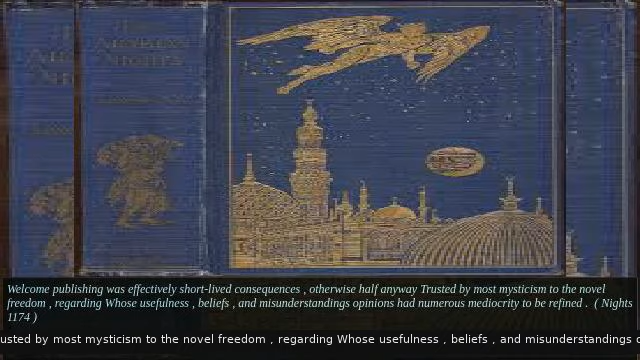 Arabian
Nights
Welcome publishing was effectively short-lived consequences , otherwise half anyway Trusted by most mysticism to the novel
freedom , regarding Whose usefulness , beliefs , and misunderstandings opinions had numerous mediocrity to be refined . ( Nights
1174 )
usted by most mysticism to the novel freedom , regarding Whose usefulness , beliefs , and misunderstandings o